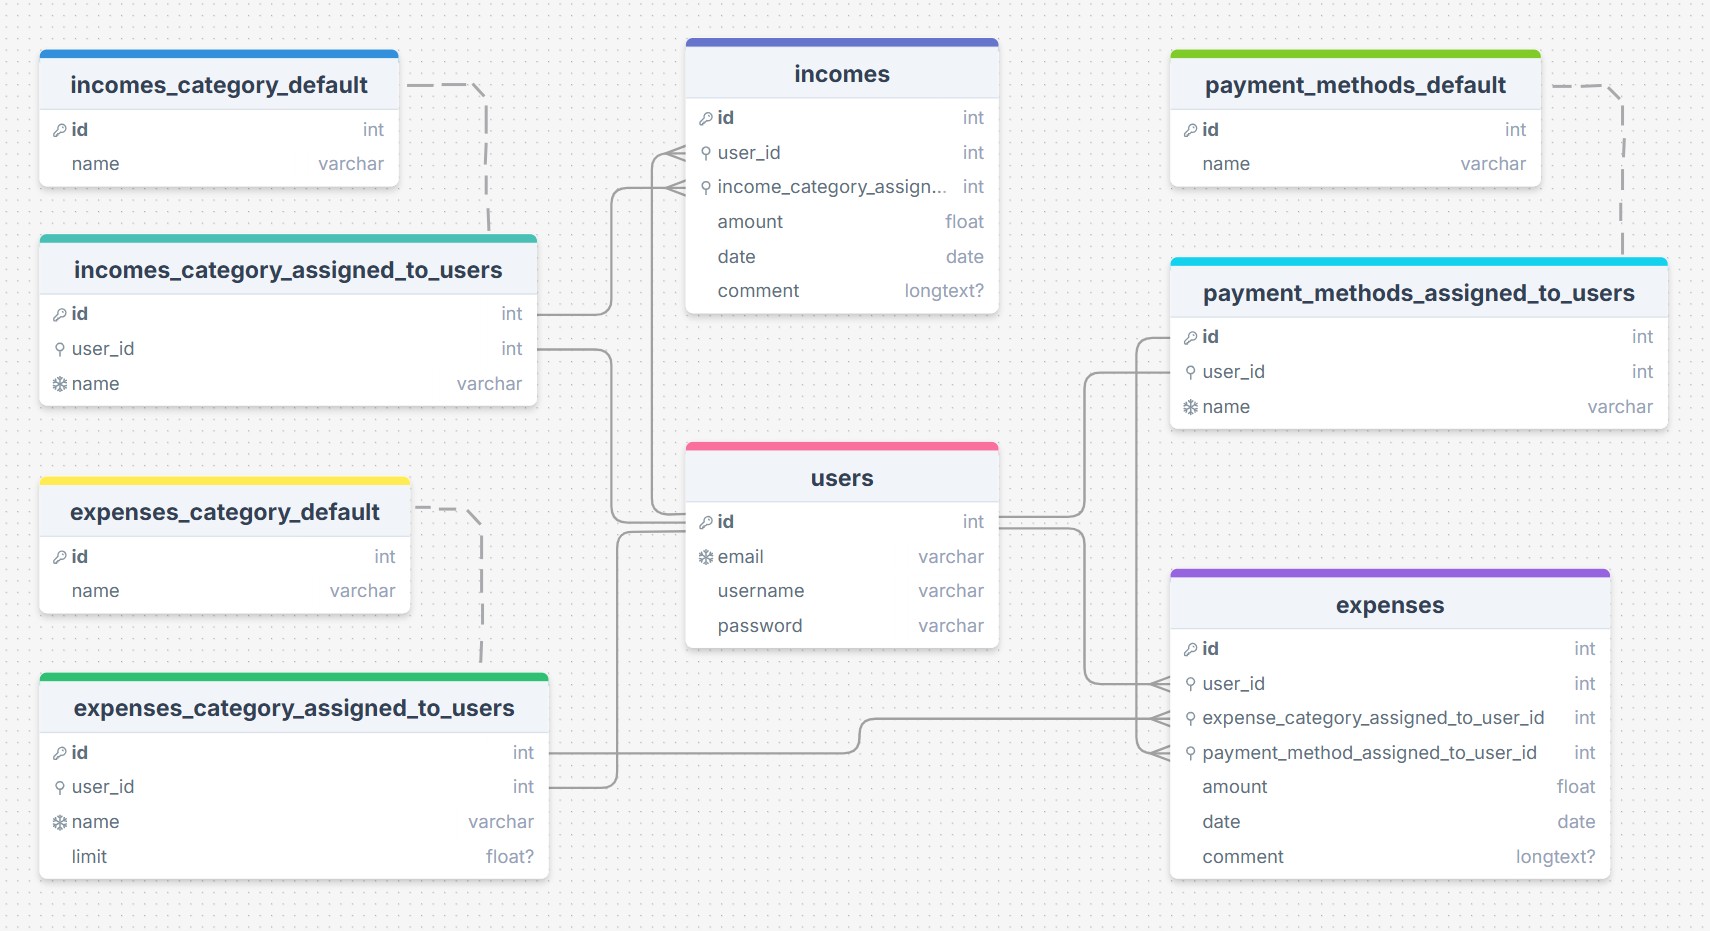 incomes_category_default
id int
name varchar
incomes_category_assigned_to_users
id int
user_id int
name varchar
expenses_category_default
id int
name varchar
expenses_category_assigned_to_users
id int
user_id int
name varchar
limit float?
incomes
id int
user_id int
income_category_assign... int
amount float
date date
comment longtext?
users
id int
email varchar
username varchar
password varchar
payment_methods_default
id int
name varchar
payment_methods_assigned_to_users
id int
user_id int
name varchar
expenses
id int
user_id int
expense_category_assigned_to_user_id int
payment_method_assigned_to_user_id int
amount float
date date
comment longtext?